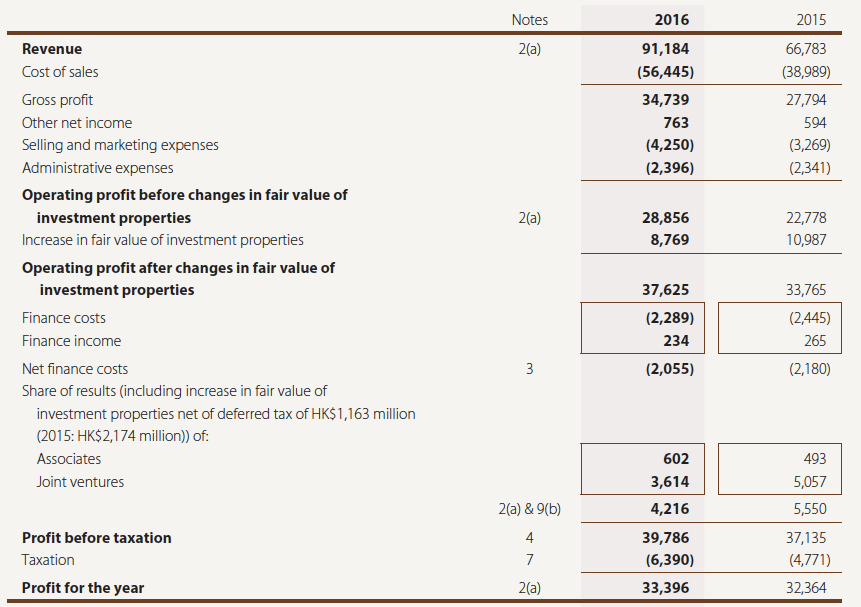 Notes 2016 2015
Revenue 2(a) 91,184 66,783
Cost of sales (56,445) (38,989)
Gross profit 34,739 27,794
Other net income 763 594
Selling and marketing expenses (4,250) (3,269)
Administrative expenses (2,396) (2,341)
Operating profit before changes in fair value of
investment properties 2(a) 28,856 22,778
Increase in fair value of investment properties 8,769 10,987
Operating profit after changes in fair value of
investment properties 37,625 33,765
Finance costs (2,289) (2,445)
Finance income 234 265
Net finance costs 3 (2,055) (2,180)
Share of results (including increase in fair value of
investment properties net of deferred tax of HK$1,163 million
(2015: HK$2,174 million)) of:
Associates 602 493
Joint ventures 3,614 5,057
2(a) & 9(b) 4,216 5,550
Profit before taxation 4 39,786 37,135
Taxation 7 (6,390) (4,771)
Profit for the year 2(a) 33,396 32,364